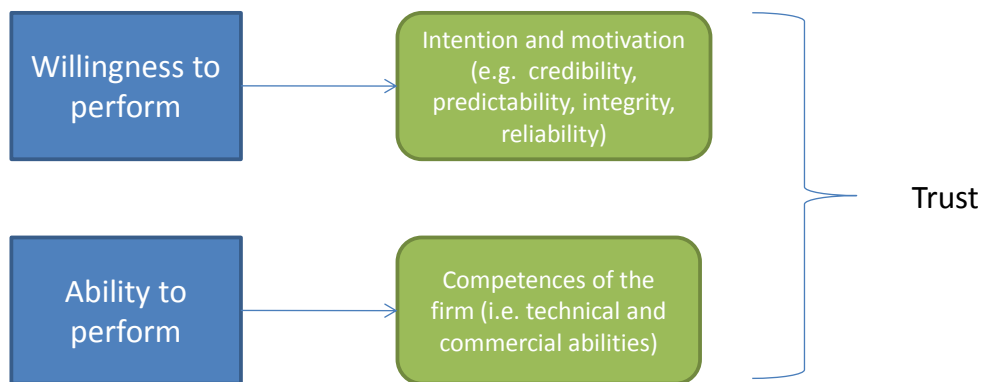 Willingness to
perform
Intention and motivation
(e.g. credibility,
predictability, integrity,
reliability)
Trust
Ability to
perform
Competences of the
firm (i.e. technical and
commercial abilities)